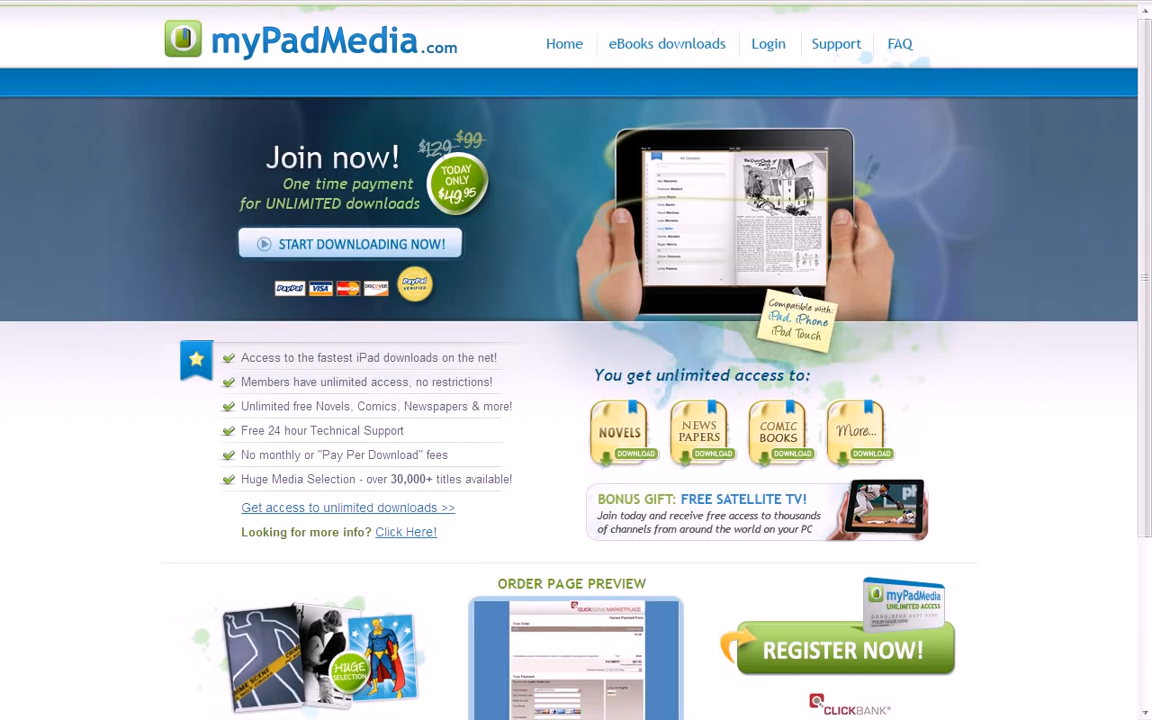 myPadMedia.com
Home
eBooks downloads
Login
Support
FAQ
Join now!
$129 $99
One time payment
for UNLIMITED downloads
TODAY
ONLY
$49.95
START DOWNLOADING NOW!
PayPal
VISA
MasterCard
DISCOVER
PayPal
VERIFIED
Compatible with:
iPad, iPhone
iPod Touch
Access to the fastest iPad downloads on the net!
Members have unlimited access, no restrictions!
Unlimited free Novels, Comics, Newspapers & more!
Free 24 hour Technical Support
No monthly or "Pay Per Download" fees
Huge Media Selection - over 30,000+ titles available!
Get access to unlimited downloads >>
Looking for more info? Click Here!
You get unlimited access to:
NOVELS
DOWNLOAD
NEWS
PAPERS
DOWNLOAD
COMIC
BOOKS
DOWNLOAD
More...
DOWNLOAD
BONUS GIFT: FREE SATELLITE TV!
Join today and receive free access to thousands
of channels from around the world on your PC
HUGE
SELECTION
ORDER PAGE PREVIEW
CLICKBANK MARKETPLACE
myPadMedia
UNLIMITED ACCESS
REGISTER NOW!
CLICKBANK